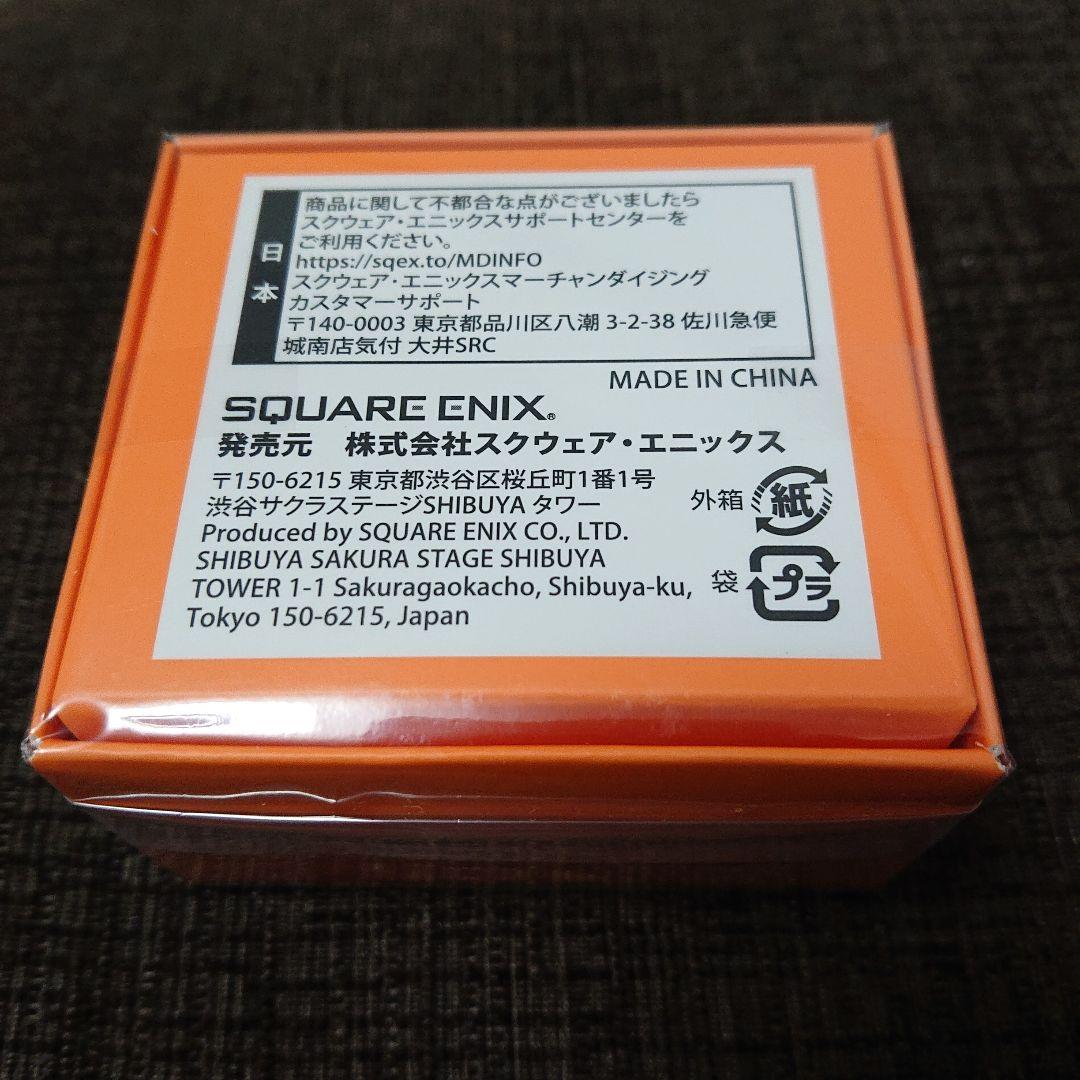 日本
商品に関して不都合な点がございましたら
スクウェア・エニックスサポートセンターを
ご利用ください。
https://sqex.to/MDINFO
スクウェア・エニックスマーチャンダイジング
カスタマーサポート
〒140-0003 東京都品川区八潮 3-2-38 佐川急便
城南店気付 大井SRC
MADE IN CHINA
SQUARE ENIX®
発売元 株式会社スクウェア・エニックス
〒150-6215 東京都渋谷区桜丘町1番1号
渋谷サクラステージSHIBUYA タワー
Produced by SQUARE ENIX CO., LTD.
SHIBUYA SAKURA STAGE SHIBUYA
TOWER 1-1 Sakuragaokacho, Shibuya-ku,
Tokyo 150-6215, Japan
外箱 紙
袋 プラ